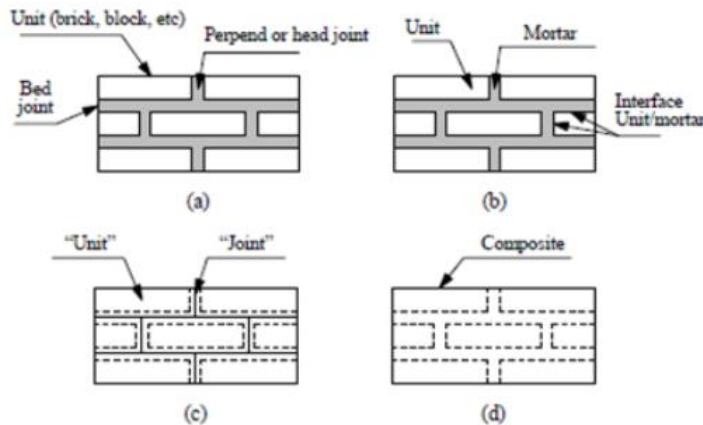 Unit (brick, block, etc)
Perpend or head joint
Bed
joint
(a)
Unit
Mortar
Interface
Unit/mortar
(b)
“Unit”
“Joint”
(c)
Composite
(d)